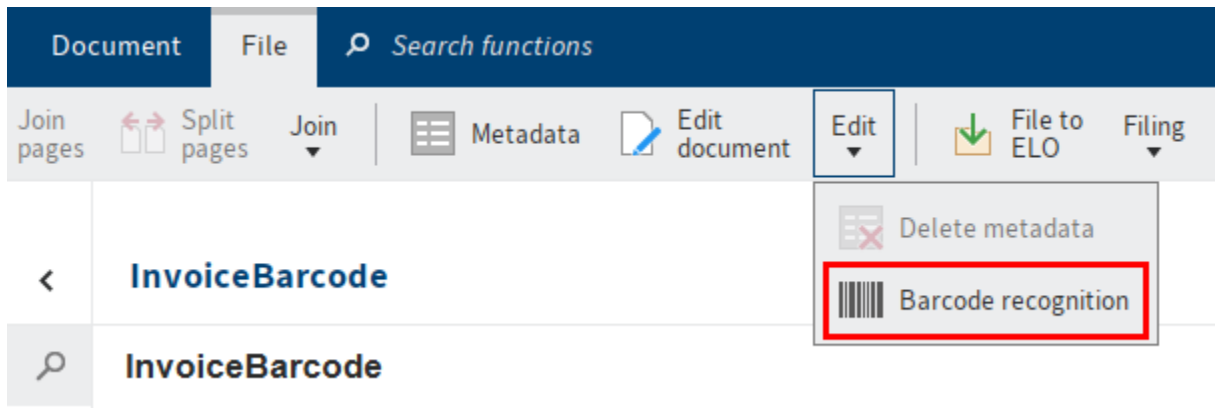 Document File Search functions
Join pages Split pages Join Metadata Edit document Edit File to ELO Filing
Delete metadata
InvoiceBarcode
Barcode recognition
InvoiceBarcode